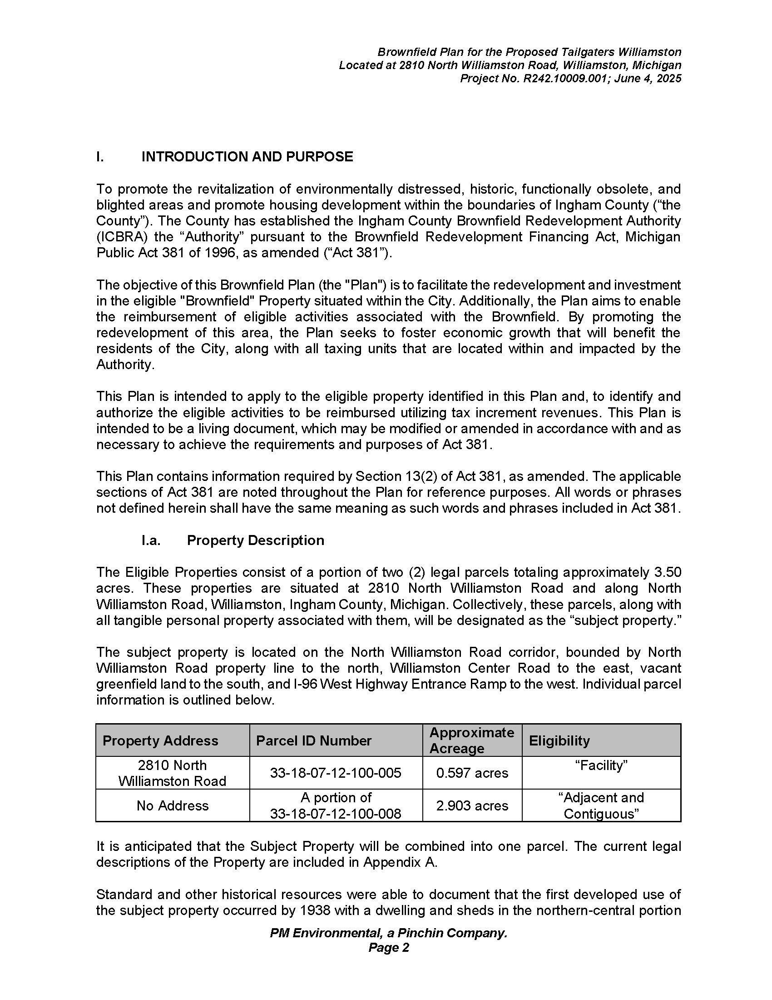 Brownfield Plan for the Proposed Tailgaters Williamston
Located at 2810 North Williamston Road, Williamston, Michigan
Project No. R242.10009.001; June 4, 2025
I. INTRODUCTION AND PURPOSE
To promote the revitalization of environmentally distressed, historic, functionally obsolete, and
blighted areas and promote housing development within the boundaries of Ingham County (“the
County”). The County has established the Ingham County Brownfield Redevelopment Authority
(ICBRA) the “Authority” pursuant to the Brownfield Redevelopment Financing Act, Michigan
Public Act 381 of 1996, as amended (“Act 381”).
The objective of this Brownfield Plan (the "Plan") is to facilitate the redevelopment and investment
in the eligible "Brownfield" Property situated within the City. Additionally, the Plan aims to enable
the reimbursement of eligible activities associated with the Brownfield. By promoting the
redevelopment of this area, the Plan seeks to foster economic growth that will benefit the
residents of the City, along with all taxing units that are located within and impacted by the
Authority.
This Plan is intended to apply to the eligible property identified in this Plan and, to identify and
authorize the eligible activities to be reimbursed utilizing tax increment revenues. This Plan is
intended to be a living document, which may be modified or amended in accordance with and as
necessary to achieve the requirements and purposes of Act 381.
This Plan contains information required by Section 13(2) of Act 381, as amended. The applicable
sections of Act 381 are noted throughout the Plan for reference purposes. All words or phrases
not defined herein shall have the same meaning as such words and phrases included in Act 381.
I.a. Property Description
The Eligible Properties consist of a portion of two (2) legal parcels totaling approximately 3.50
acres. These properties are situated at 2810 North Williamston Road and along North
Williamston Road, Williamston, Ingham County, Michigan. Collectively, these parcels, along with
all tangible personal property associated with them, will be designated as the “subject property.”
The subject property is located on the North Williamston Road corridor, bounded by North
Williamston Road property line to the north, Williamston Center Road to the east, vacant
greenfield land to the south, and I-96 West Highway Entrance Ramp to the west. Individual parcel
information is outlined below.
Property Address Parcel ID Number Approximate Acreage Eligibility
2810 North Williamston Road 33-18-07-12-100-005 0.597 acres “Facility”
No Address A portion of 33-18-07-12-100-008 2.903 acres “Adjacent and Contiguous”
It is anticipated that the Subject Property will be combined into one parcel. The current legal
descriptions of the Property are included in Appendix A.
Standard and other historical resources were able to document that the first developed use of
the subject property occurred by 1938 with a dwelling and sheds in the northern-central portion
PM Environmental, a Pinchin Company.
Page 2